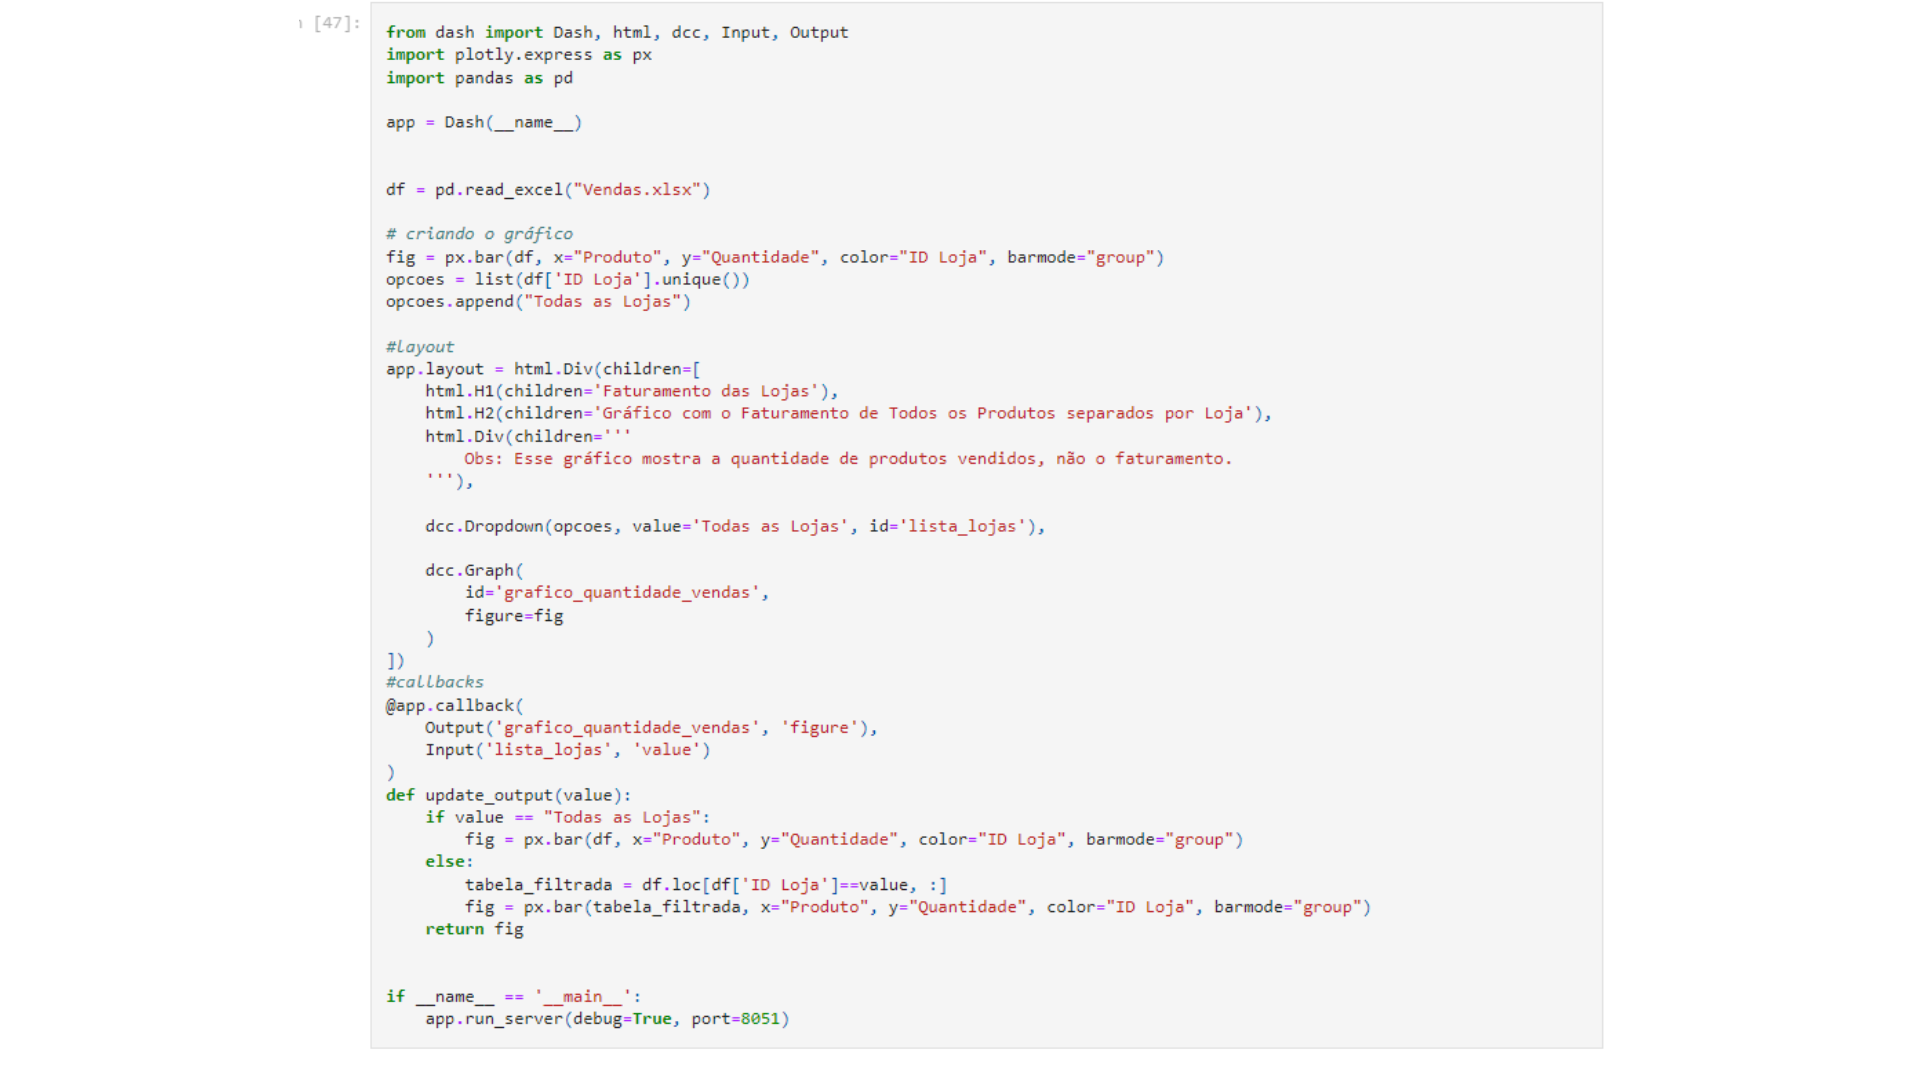 [47]:
from dash import Dash, html, dcc, Input, Output
import plotly.express as px
import pandas as pd
app = Dash(__name__)
df = pd.read_excel("Vendas.xlsx")
# criando o gráfico
fig = px.bar(df, x="Produto", y="Quantidade", color="ID Loja", barmode="group")
opcoes = list(df['ID Loja'].unique())
opcoes.append("Todas as Lojas")
#layout
app.layout = html.Div(children=[
    html.H1(children='Faturamento das Lojas'),
    html.H2(children='Gráfico com o Faturamento de Todos os Produtos separados por Loja'),
    html.Div(children='''
        Obs: Esse gráfico mostra a quantidade de produtos vendidos, não o faturamento.
    '''),
    dcc.Dropdown(opcoes, value='Todas as Lojas', id='lista_lojas'),
    dcc.Graph(
        id='grafico_quantidade_vendas',
        figure=fig
    )
])
#callbacks
@app.callback(
    Output('grafico_quantidade_vendas', 'figure'),
    Input('lista_lojas', 'value')
)
def update_output(value):
    if value == "Todas as Lojas":
        fig = px.bar(df, x="Produto", y="Quantidade", color="ID Loja", barmode="group")
    else:
        tabela_filtrada = df.loc[df['ID Loja']==value, :]
        fig = px.bar(tabela_filtrada, x="Produto", y="Quantidade", color="ID Loja", barmode="group")
    return fig
if __name__ == '__main__':
    app.run_server(debug=True, port=8051)